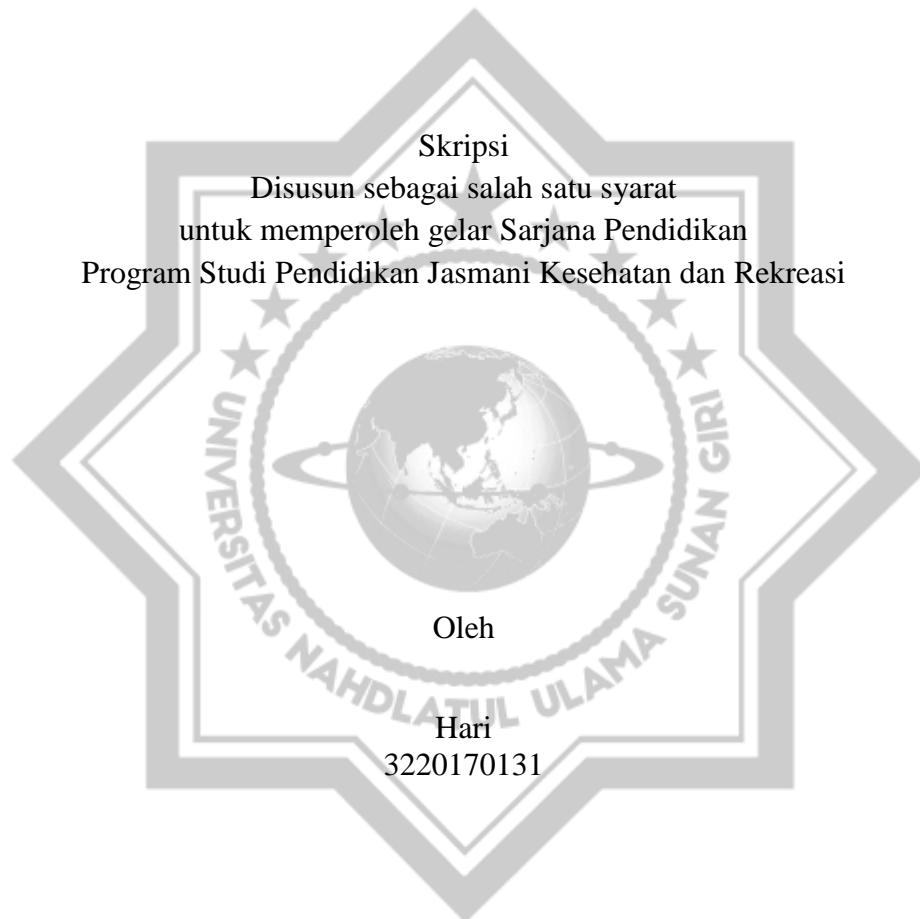 Skripsi
Disusun sebagai salah satu syarat
untuk memperoleh gelar Sarjana Pendidikan
Program Studi Pendidikan Jasmani Kesehatan dan Rekreasi
UNIVERSITAS NAHDLATUL ULAMA SUNAN GIRI
Oleh
Hari
3220170131